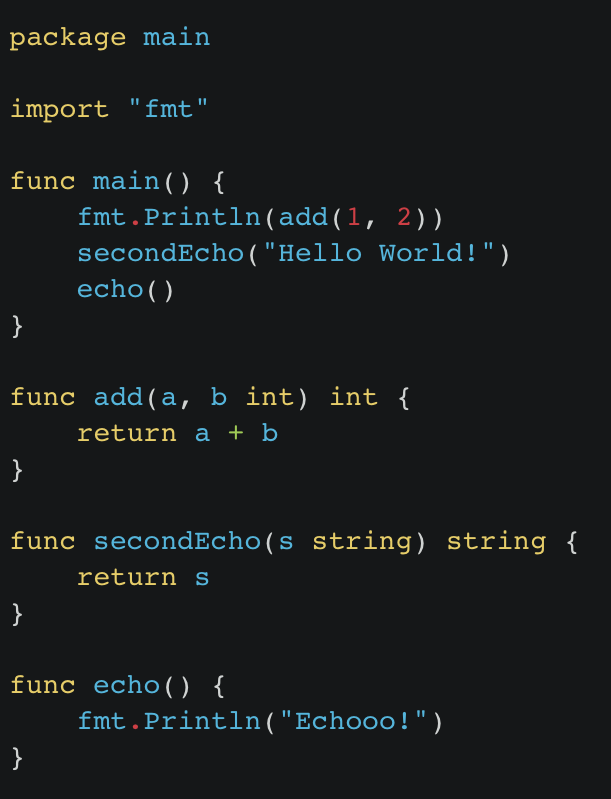 package main

import "fmt"

func main() {
    fmt.Println(add(1, 2))
    secondEcho("Hello World!")
    echo()
}

func add(a, b int) int {
    return a + b
}

func secondEcho(s string) string {
    return s
}

func echo() {
    fmt.Println("Echooo!")
}